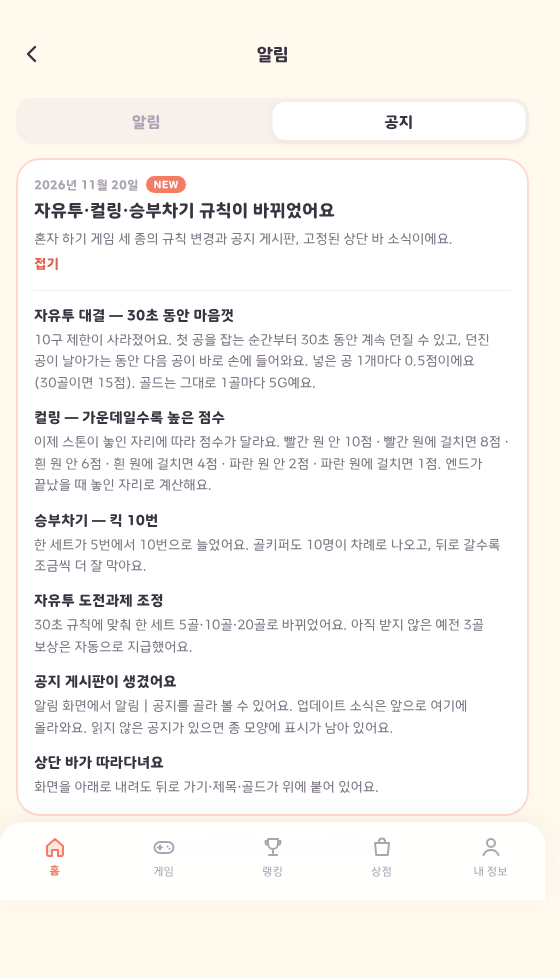 알림
알림
공지
2026년 11월 20일 NEW
자유투·컬링·승부차기 규칙이 바뀌었어요
혼자 하기 게임 세 종의 규칙 변경과 공지 게시판, 고정된 상단 바 소식이에요.
접기
자유투 대결 — 30초 동안 마음껏
10구 제한이 사라졌어요. 첫 공을 잡는 순간부터 30초 동안 계속 던질 수 있고, 던진
공이 날아가는 동안 다음 공이 바로 손에 들어와요. 넣은 공 1개마다 0.5점이에요
(30골이면 15점). 골드는 그대로 1골마다 5G예요.
컬링 — 가운데일수록 높은 점수
이제 스톤이 놓인 자리에 따라 점수가 달라요. 빨간 원 안 10점 · 빨간 원에 걸치면 8점 ·
흰 원 안 6점 · 흰 원에 걸치면 4점 · 파란 원 안 2점 · 파란 원에 걸치면 1점. 엔드가
끝났을 때 놓인 자리로 계산해요.
승부차기 — 킥 10번
한 세트가 5번에서 10번으로 늘었어요. 골키퍼도 10명이 차례로 나오고, 뒤로 갈수록
조금씩 더 잘 막아요.
자유투 도전과제 조정
30초 규칙에 맞춰 한 세트 5골·10골·20골로 바뀌었어요. 아직 받지 않은 예전 3골
보상은 자동으로 지급했어요.
공지 게시판이 생겼어요
알림 화면에서 알림 | 공지를 골라 볼 수 있어요. 업데이트 소식은 앞으로 여기에
올라와요. 읽지 않은 공지가 있으면 종 모양에 표시가 남아 있어요.
상단 바가 따라다녀요
화면을 아래로 내려도 뒤로 가기·제목·골드가 위에 붙어 있어요.
홈
게임
랭킹
상점
내 정보